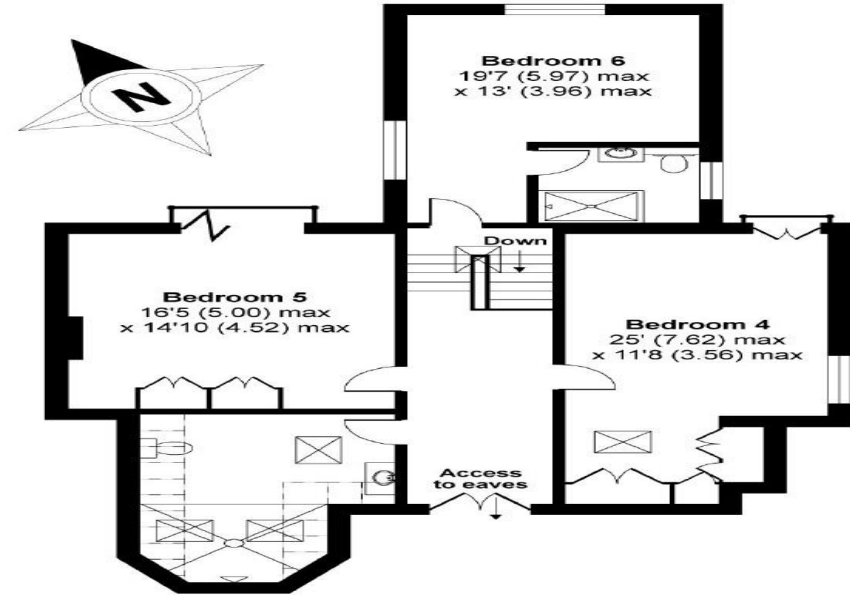 Bedroom 6
19'7 (5.97) max
x 13' (3.96) max
N
Down
Bedroom 5
16'5 (5.00) max
x 14'10 (4.52) max
Bedroom 4
25' (7.62) max
x 11'8 (3.56) max
Access
to eaves